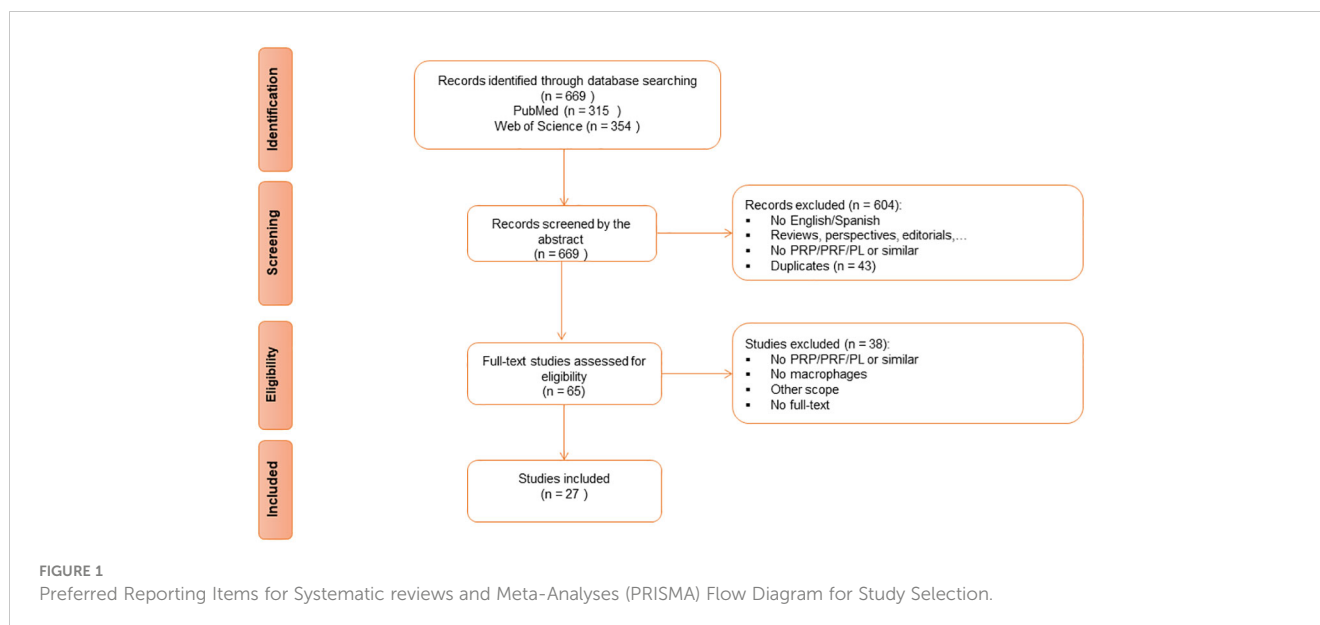 Identification
Records identified through database searching
(n = 669 )
PubMed (n = 315 )
Web of Science (n = 354 )
Screening
Records screened by the
abstract
(n = 669 )
Records excluded (n = 604):
▪ No English/Spanish
▪ Reviews, perspectives, editorials,…
▪ No PRP/PRF/PL or similar
▪ Duplicates (n = 43)
Eligibility
Full-text studies assessed for
eligibility
(n = 65)
Studies excluded (n = 38):
▪ No PRP/PRF/PL or similar
▪ No macrophages
▪ Other scope
▪ No full-text
Included
Studies included
(n = 27 )
FIGURE 1
Preferred Reporting Items for Systematic reviews and Meta-Analyses (PRISMA) Flow Diagram for Study Selection.